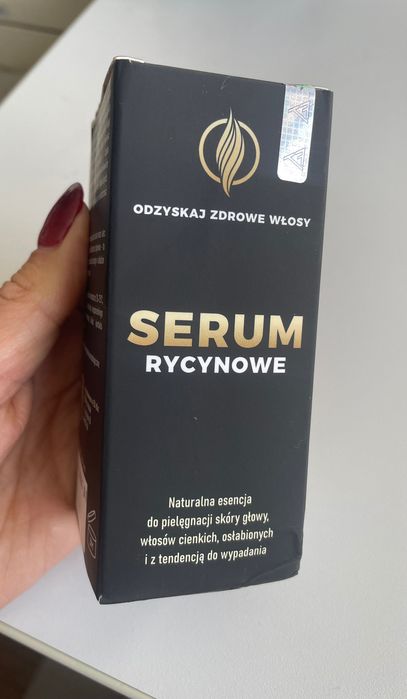 ODZYSKAJ ZDROWE WŁOSY
SERUM
RYCYNOWE
Naturalna esencja
do pielęgnacji skóry głowy,
włosów cienkich, osłabionych
i z tendencją do wypadania